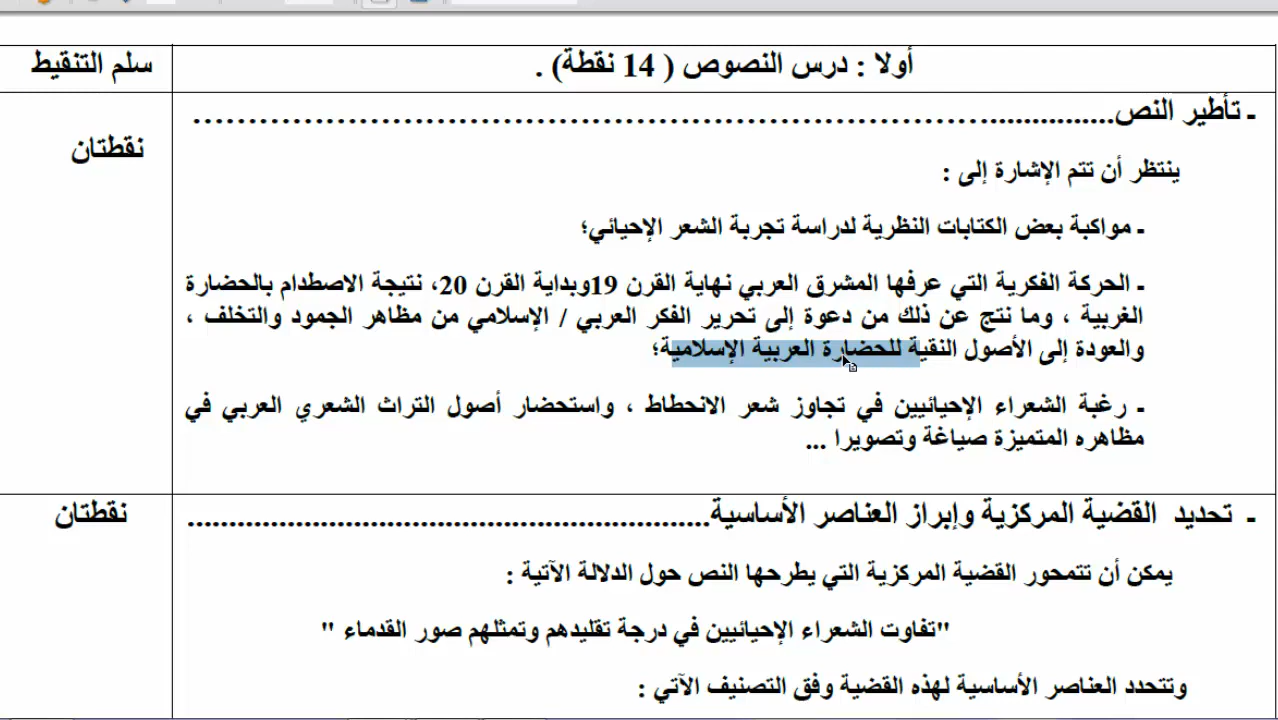 أولا : درس النصوص ( 14 نقطة) .
سلم التنقيط
ـ تأطير النص...............................................................................
نقطتان
ينتظر أن تتم الإشارة إلى :
ـ مواكبة بعض الكتابات النظرية لدراسة تجربة الشعر الإحيائي؛
ـ الحركة الفكرية التي عرفها المشرق العربي نهاية القرن 19وبداية القرن 20، نتيجة الاصطدام بالحضارة
الغربية ، وما نتج عن ذلك من دعوة إلى تحرير الفكر العربي / الإسلامي من مظاهر الجمود والتخلف ،
والعودة إلى الأصول النقية للحضارة العربية الإسلامية؛
ـ رغبة الشعراء الإحيائيين في تجاوز شعر الانحطاط ، واستحضار أصول التراث الشعري العربي في
مظاهره المتميزة صياغة وتصويرا ...
ـ تحديد القضية المركزية وإبراز العناصر الأساسية...............................................................
نقطتان
يمكن أن تتمحور القضية المركزية التي يطرحها النص حول الدلالة الآتية :
"تفاوت الشعراء الإحيائيين في درجة تقليدهم وتمثلهم صور القدماء "
وتتحدد العناصر الأساسية لهذه القضية وفق التصنيف الآتي :